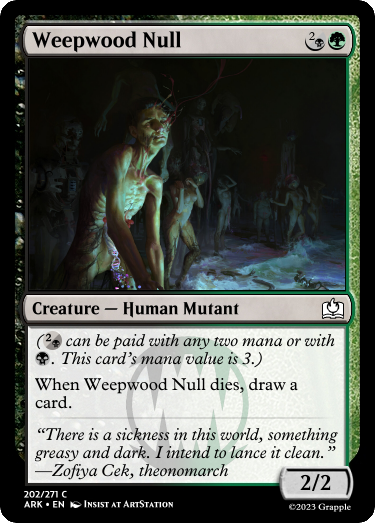 Weepwood Null
2
Creature — Human Mutant
(2 can be paid with any two mana or with
. This card's mana value is 3.)
When Weepwood Null dies, draw a
card.
"There is a sickness in this world, something
greasy and dark. I intend to lance it clean."
—Zofiya Cek, theonomarch
2/2
202/271 C
ARK • EN INSIST AT ARTSTATION
©2023 Grapple